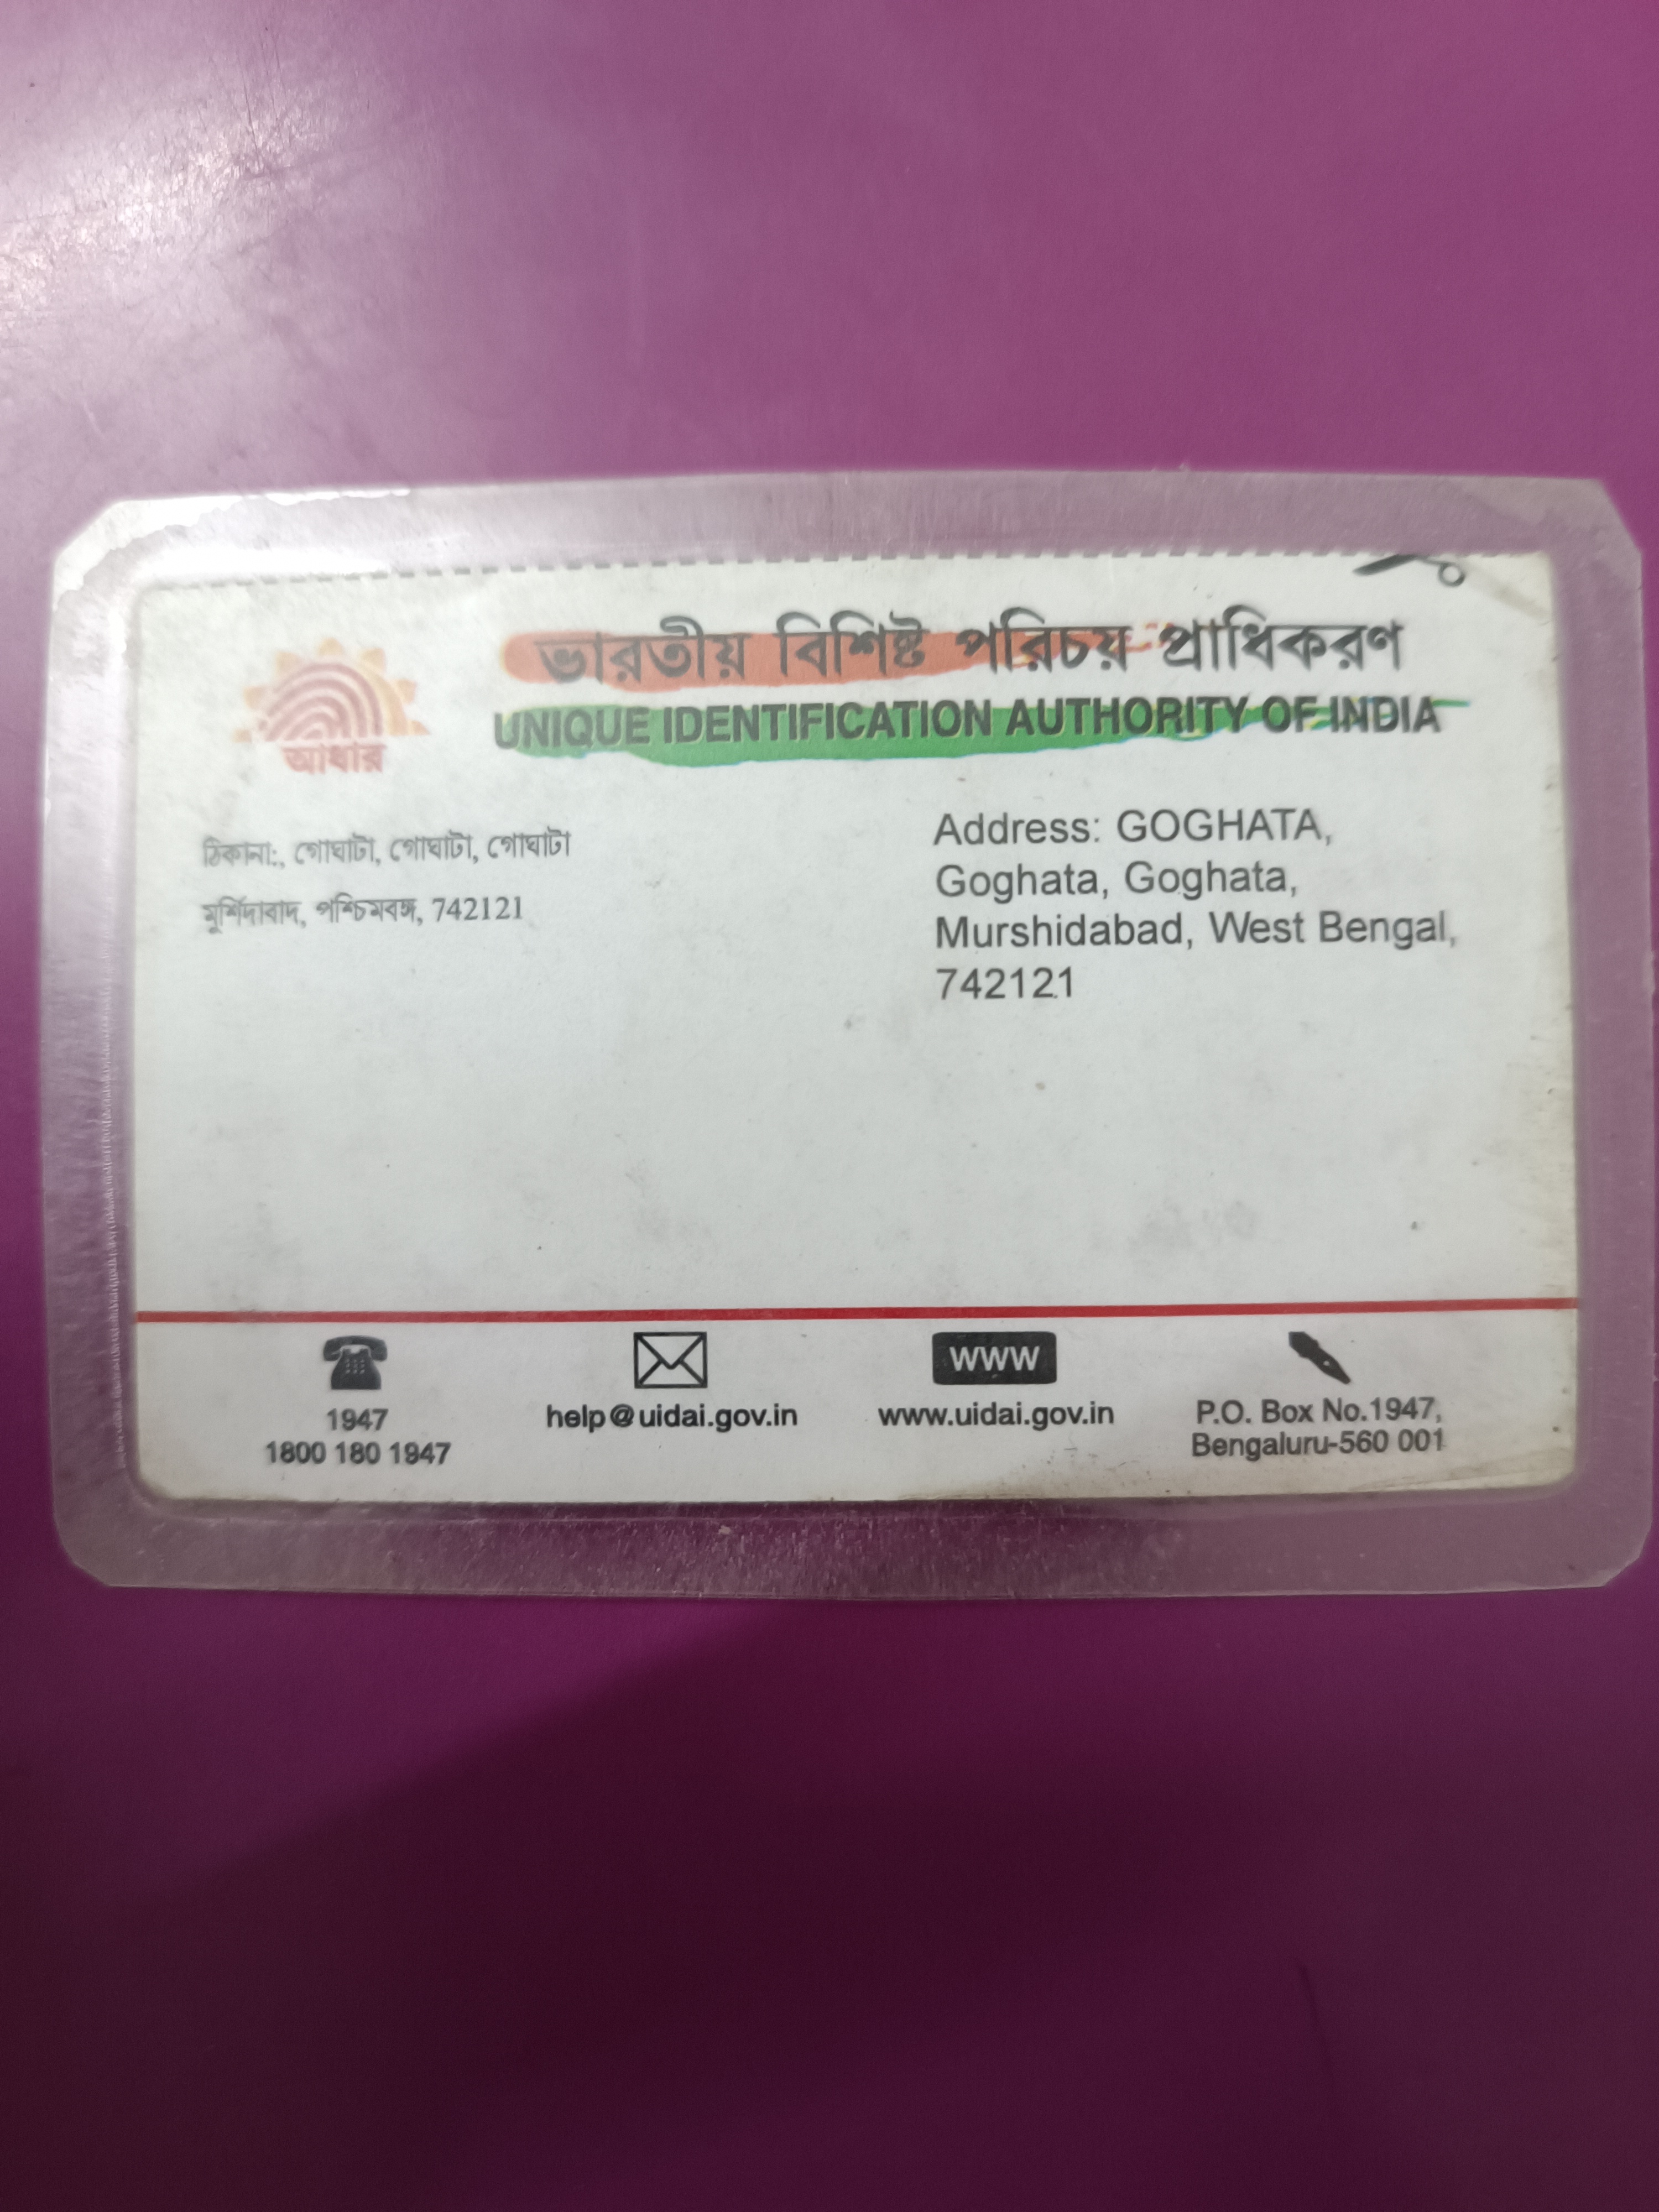 ভারতীয় বিশিষ্ট পরিচয় প্রাধিকরণ
UNIQUE IDENTIFICATION AUTHORITY OF INDIA
আধার
ঠিকানা:, গোঘাটা, গোঘাটা, গোঘাটা
মুর্শিদাবাদ, পশ্চিমবঙ্গ, 742121
Address: GOGHATA,
Goghata, Goghata,
Murshidabad, West Bengal,
742121
1947
1800 180 1947
help@uidai.gov.in
www
www.uidai.gov.in
P.O. Box No.1947,
Bengaluru-560 001